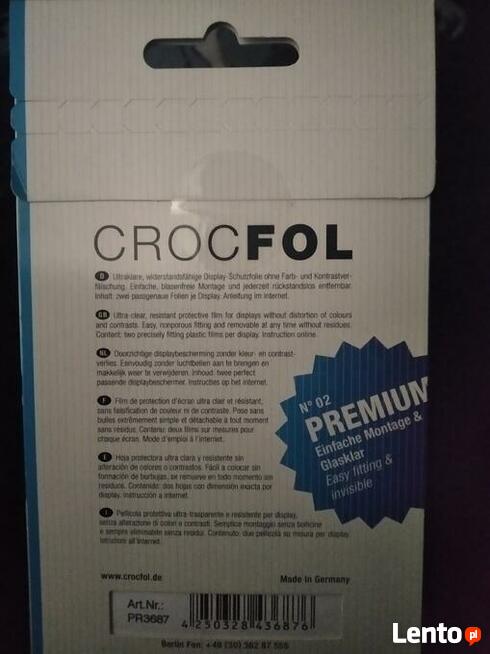 CROCFOL
D Ultraklare, widerstandsfähige Display-Schutzfolie ohne Farb- und Kontrastver-
fälschung. Einfache, blasenfreie Montage und jederzeit rückstandslos entfernbar.
Inhalt: zwei passgenaue Folien je Display. Anleitung im Internet.
GB Ultra-clear, resistant protective film for displays without distortion of colours
and contrasts. Easy, nonporous fitting and removable at any time without residues.
Content: two precisely fitting plastic films per display. Instruction online.
NL Doorzichtige displaybescherming zonder kleur- en contrast-
verlies. Eenvoudig zonder luchtbellen aan te brengen en
makkelijk weer te verwijderen. Inhoud: twee perfect
passende displaybeschermer. Instructies op het internet.
F Film de protection d'écran ultra clair et résistant,
sans falsification de couleur ni de contraste. Pose sans
bulles extrêmement simple et détachable à tout moment
sans résidus. Contenu: deux films sur mesures pour
chaque écran. Mode d'emploi à l'internet.
Hoja protectora ultra clara y resistente sin
alteración de colores o contrastos. Fácil a colocar sin
formación de burbujas, se remueve en todo momento sin
residuos. Contenido: dos hojas con dimensión exacta por
display. Instrucción a internet.
I Pellicola protettiva ultra-trasparente e resistente per display,
senza alterazione di colori e contrasti. Semplice montaggio senza bollicine
e sempre eliminabile senza residui. Contenuto: due pellicola su misura per display.
Istruzioni all'Internet.
N° 02
PREMIUM
Einfache Montage &
Glasklar
Easy fitting &
invisible
www.crocfol.de
Made in Germany
Art.Nr.:
PR3687
4 250328 436876
Berlin Fon: +49 (30) 362 87 555
Lento pl